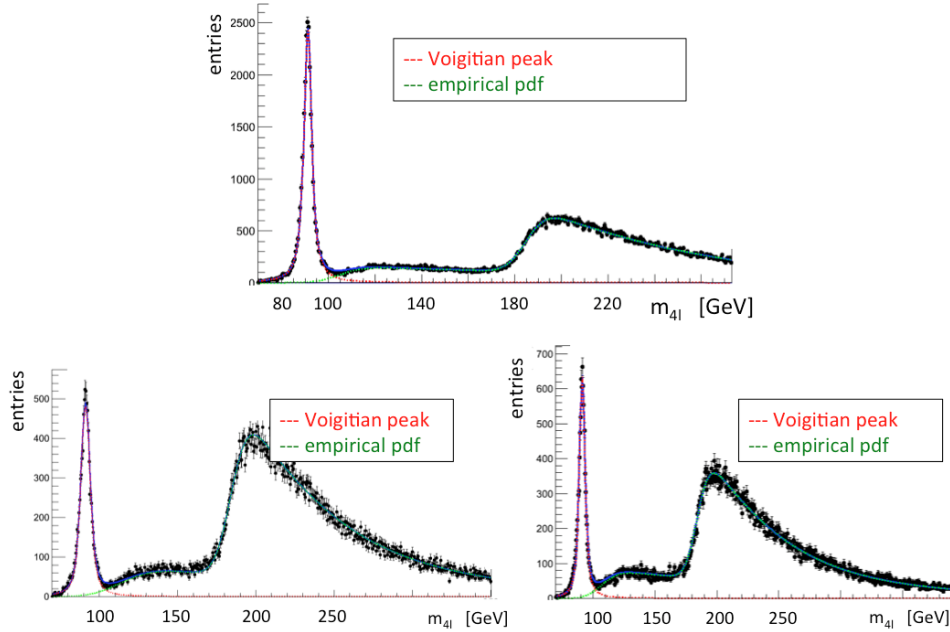 entries
2500
2000
1500
1000
500
0
--- Voigitian peak
--- empirical pdf
80 100 140 180 220 m4l [GeV]
entries
500
400
300
200
100
0
--- Voigitian peak
--- empirical pdf
100 150 200 250 m4l [GeV]
entries
700
600
500
400
300
200
100
0
--- Voigitian peak
--- empirical pdf
100 150 200 250 m4l [GeV]